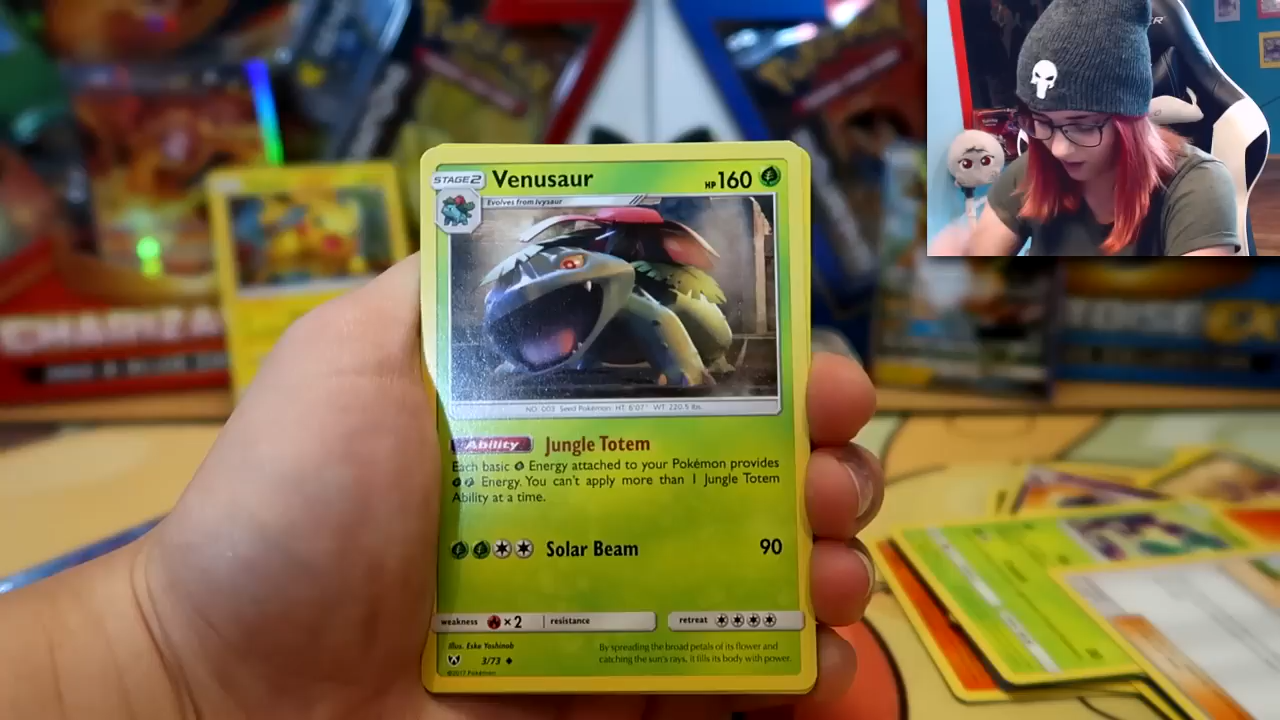 STAGE2 Venusaur HP160
Evolves from Ivysaur
NO. 003 Seed Pokémon HT: 6'07" WT: 220.5 lbs.
Ability Jungle Totem
Each basic Energy attached to your Pokémon provides
Energy. You can't apply more than 1 Jungle Totem
Ability at a time.
Solar Beam 90
weakness ×2 resistance retreat
Illus. Eske Yoshinob
3/73
©2017 Pokémon
By spreading the broad petals of its flower and
catching the sun's rays, it fills its body with power.